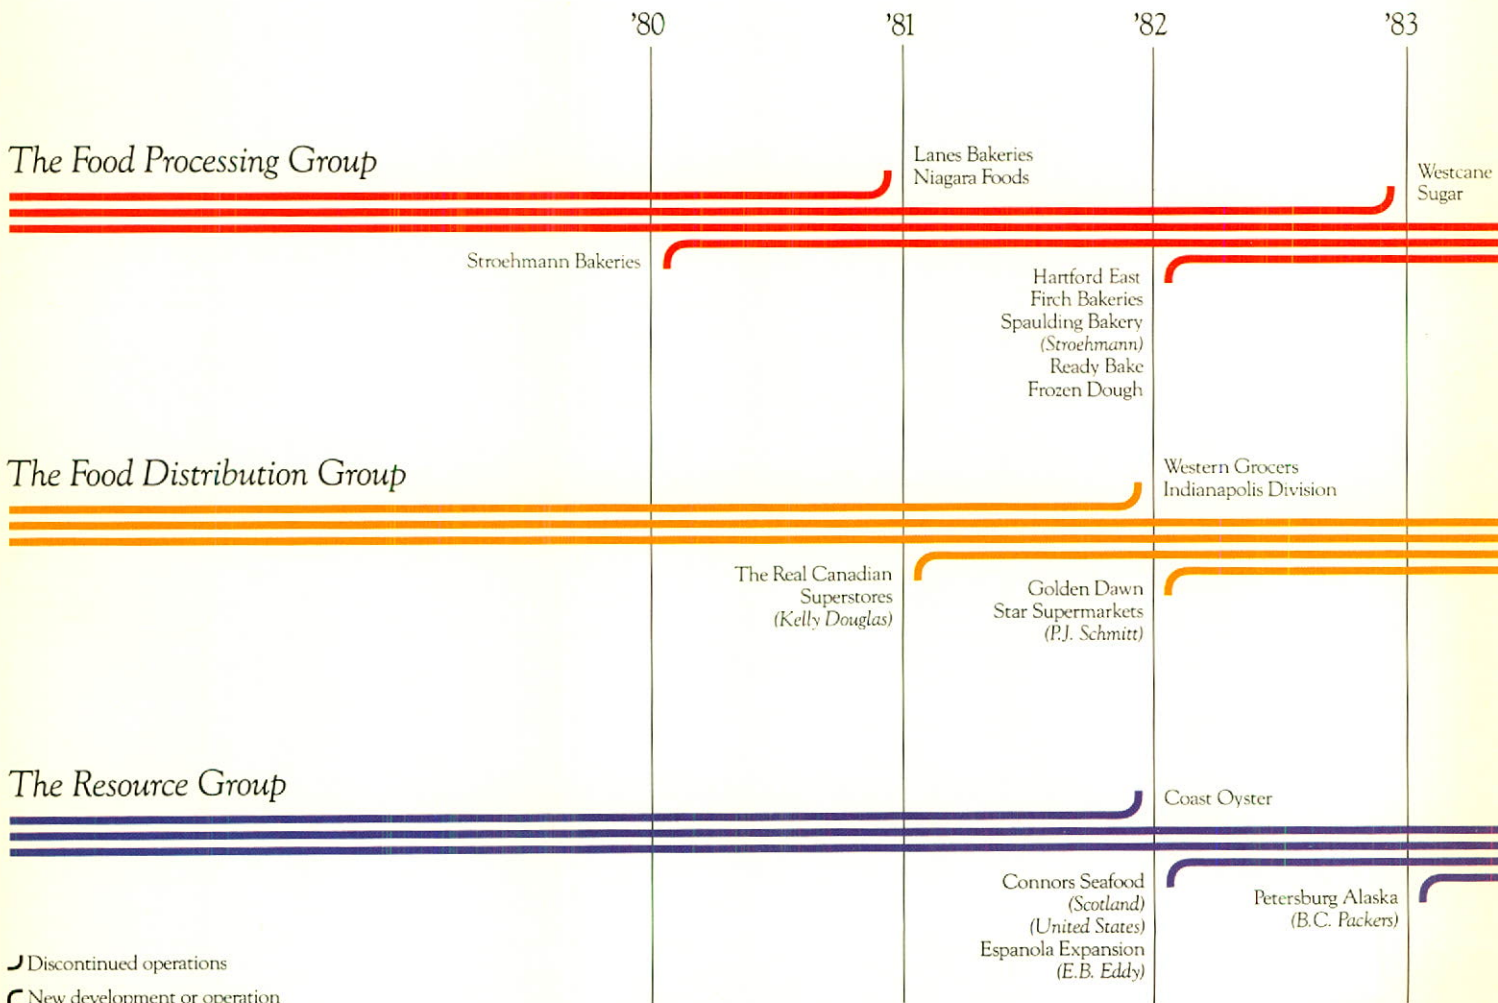 '80
'81
'82
'83
The Food Processing Group
Lanes Bakeries
Niagara Foods
Westcane
Sugar
Stroehmann Bakeries
Hartford East
Firch Bakeries
Spaulding Bakery
(Stroehmann)
Ready Bake
Frozen Dough
The Food Distribution Group
Western Grocers
Indianapolis Division
The Real Canadian
Superstores
(Kelly Douglas)
Golden Dawn
Star Supermarkets
(P.J. Schmitt)
The Resource Group
Coast Oyster
Connors Seafood
(Scotland)
(United States)
Espanola Expansion
(E.B. Eddy)
Petersburg Alaska
(B.C. Packers)
Discontinued operations
New development or operation